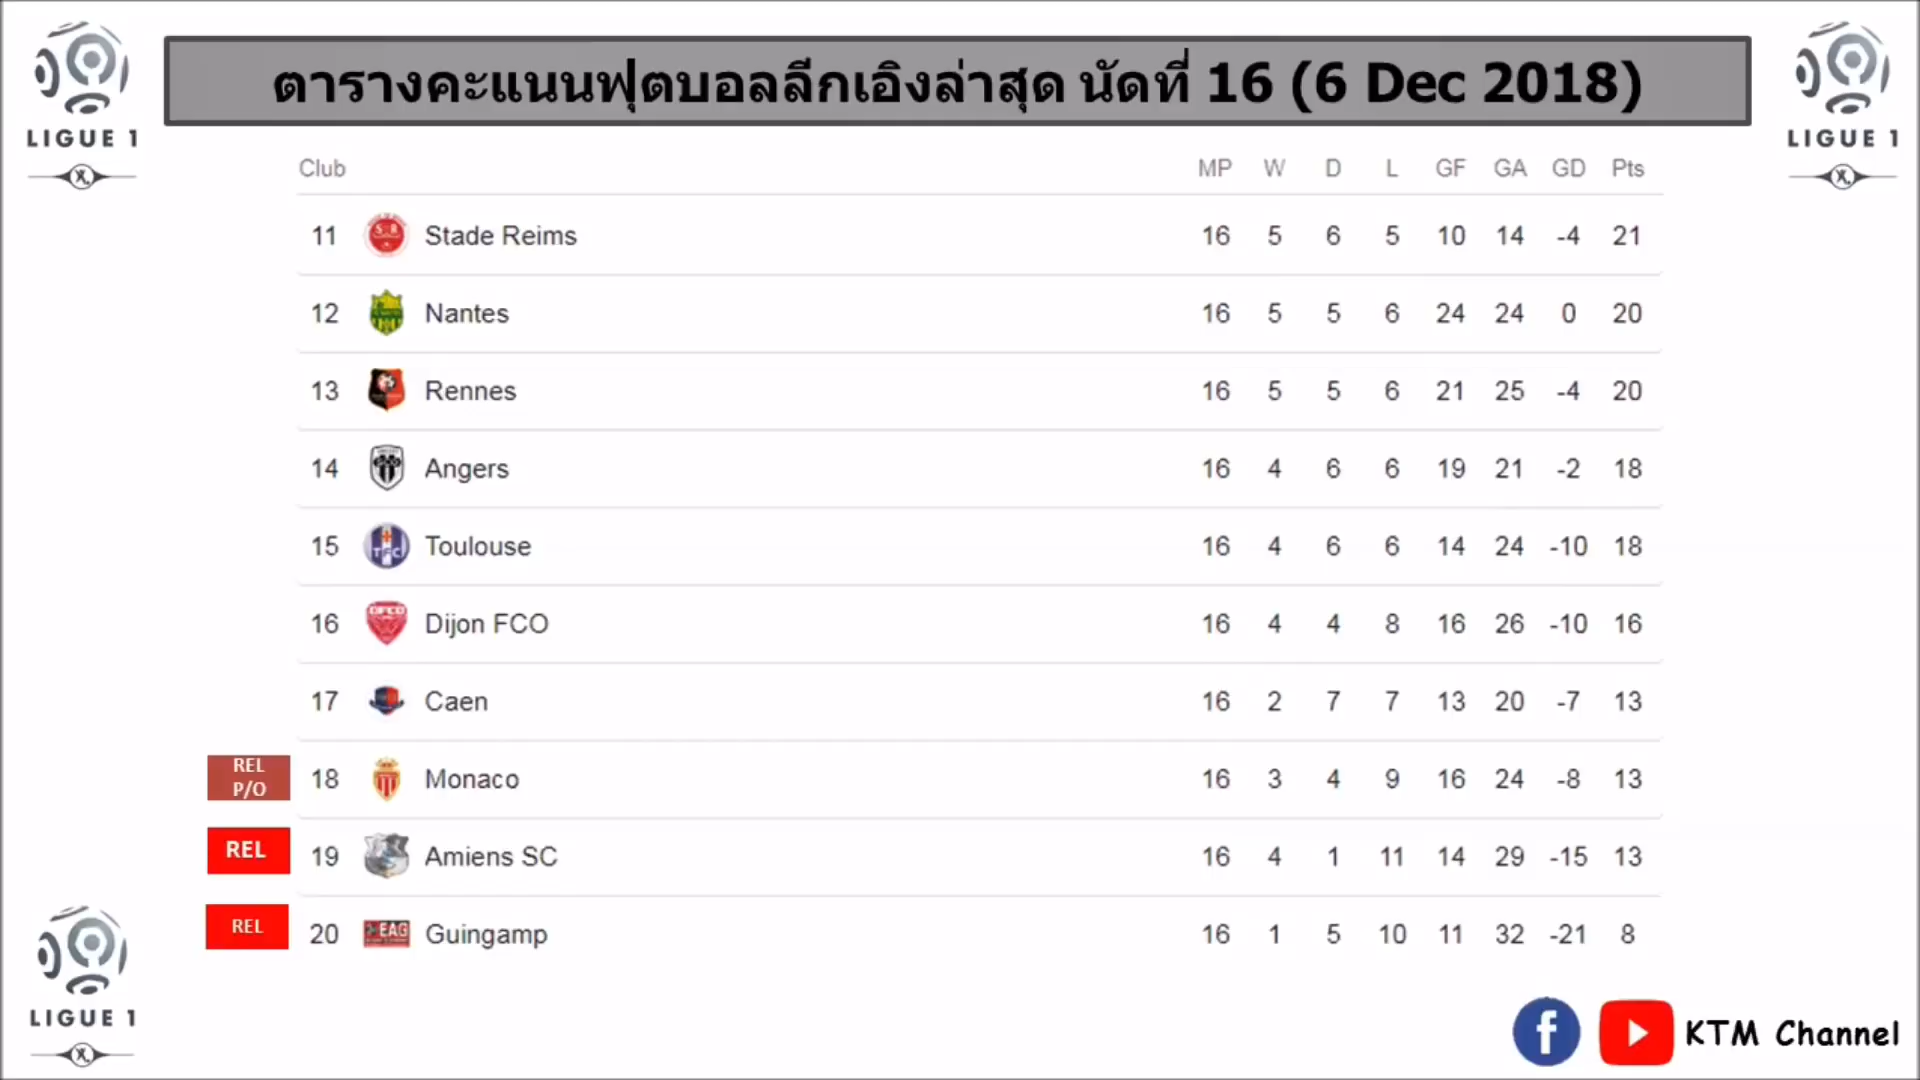 LIGUE 1
ตารางคะแนนฟุตบอลลีกเอิงล่าสุด นัดที่ 16 (6 Dec 2018)
LIGUE 1
Club MP W D L GF GA GD Pts
11 Stade Reims 16 5 6 5 10 14 -4 21
12 Nantes 16 5 5 6 24 24 0 20
13 Rennes 16 5 5 6 21 25 -4 20
14 Angers 16 4 6 6 19 21 -2 18
15 TFC Toulouse 16 4 6 6 14 24 -10 18
16 DFCO Dijon FCO 16 4 4 8 16 26 -10 16
17 Caen 16 2 7 7 13 20 -7 13
REL
P/O
18 Monaco 16 3 4 9 16 24 -8 13
REL 19 Amiens SC 16 4 1 11 14 29 -15 13
REL 20 EAG Guingamp 16 1 5 10 11 32 -21 8
LIGUE 1
f KTM Channel